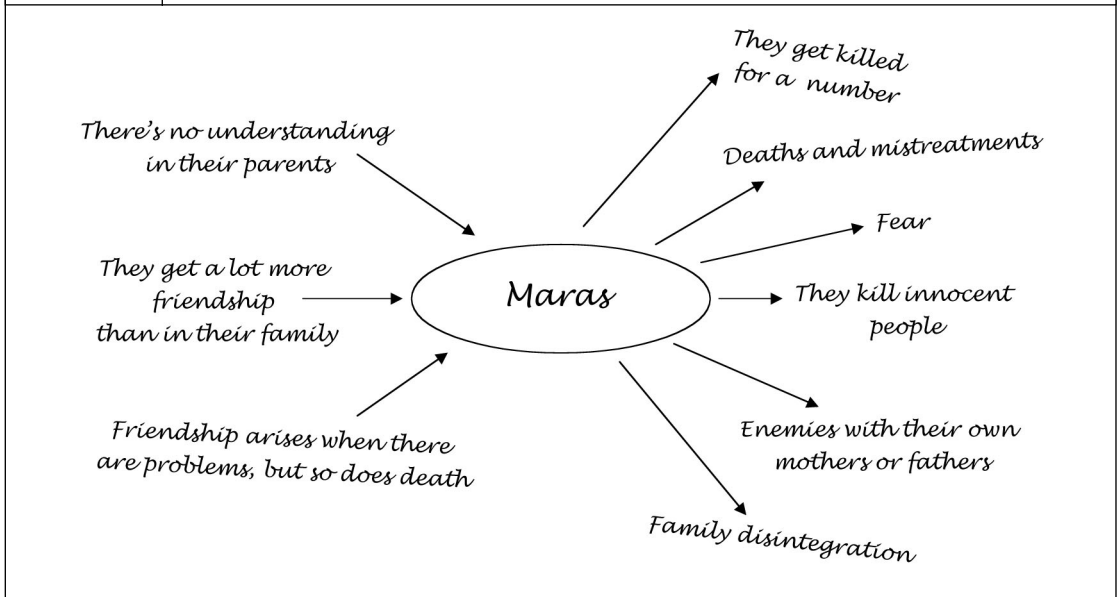 They get killed
for a number
There's no understanding
in their parents
Deaths and mistreatments
Fear
They get a lot more
friendship
than in their family
Maras
They kill innocent
people
Friendship arises when there
are problems, but so does death
Enemies with their own
mothers or fathers
Family disintegration